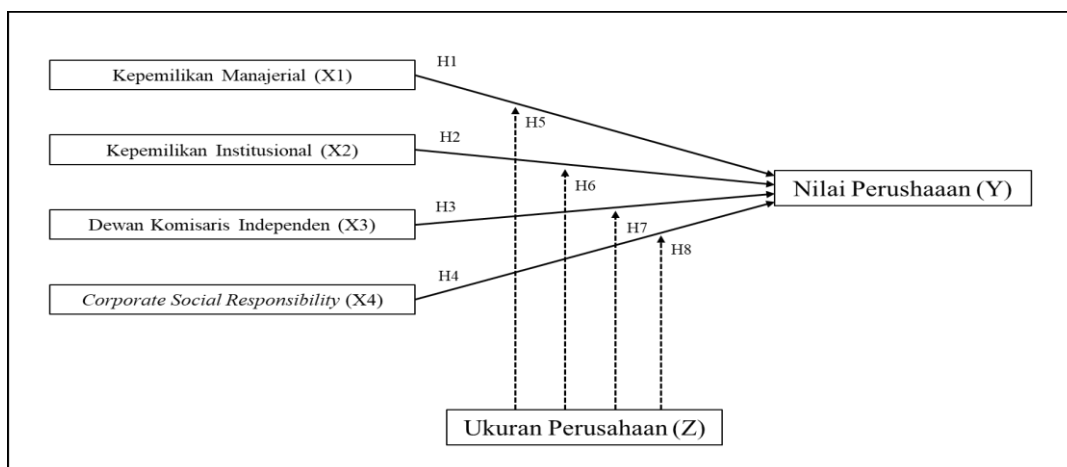 Kepemilikan Manajerial (X1)
H1
H5
Kepemilikan Institusional (X2)
H2
H6
Nilai Perushaaan (Y)
Dewan Komisaris Independen (X3)
H3
H7
H8
Corporate Social Responsibility (X4)
H4
Ukuran Perusahaan (Z)